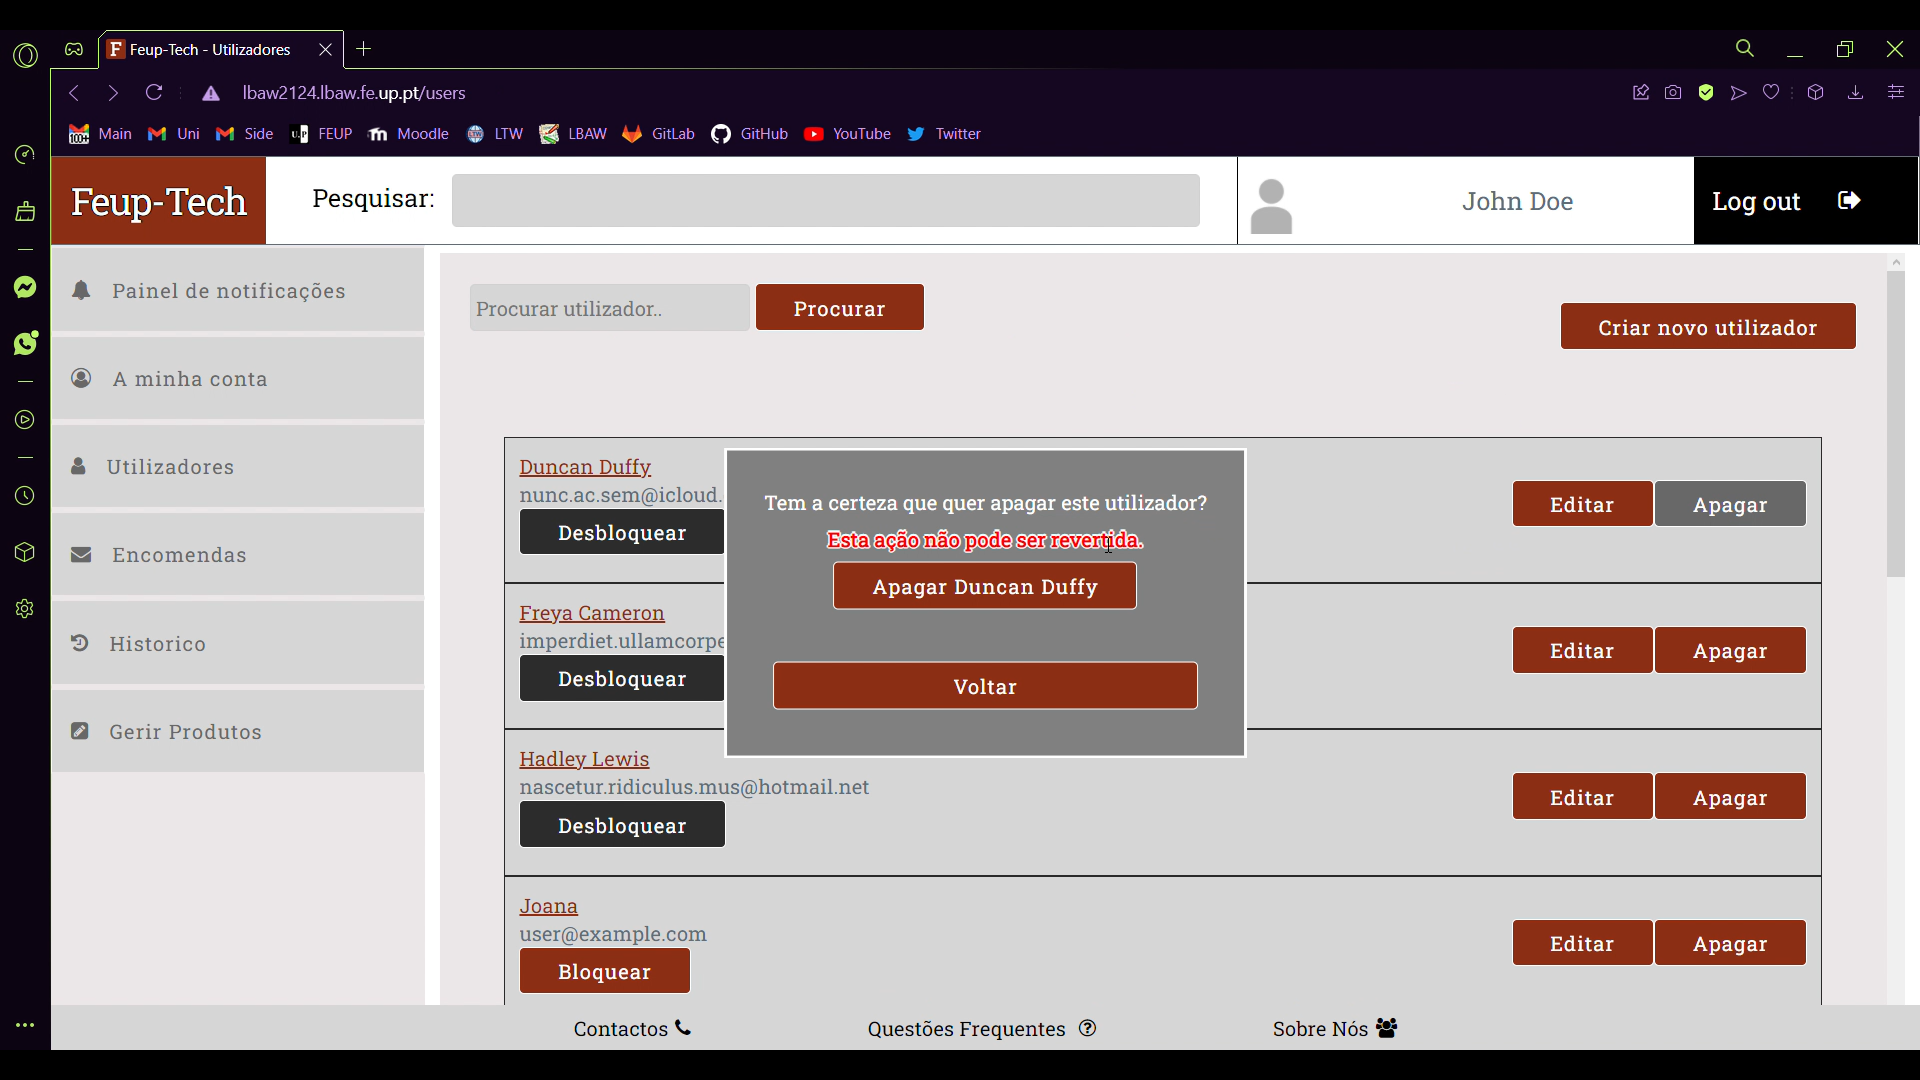 Feup-Tech - Utilizadores
lbaw2124.lbaw.fe.up.pt/users
Main Uni Side FEUP Moodle LTW LBAW GitLab GitHub YouTube Twitter
Feup-Tech
Pesquisar:
John Doe
Log out
Painel de notificações
A minha conta
Utilizadores
Encomendas
Historico
Gerir Produtos
Procurar utilizador..
Procurar
Criar novo utilizador
Duncan Duffy
nunc.ac.sem@icloud.
Desbloquear
Editar
Apagar
Tem a certeza que quer apagar este utilizador?
Esta ação não pode ser revertida.
Apagar Duncan Duffy
Voltar
Freya Cameron
imperdiet.ullamcorpe
Desbloquear
Editar
Apagar
Hadley Lewis
nascetur.ridiculus.mus@hotmail.net
Desbloquear
Editar
Apagar
Joana
user@example.com
Bloquear
Editar
Apagar
Contactos
Questões Frequentes
Sobre Nós